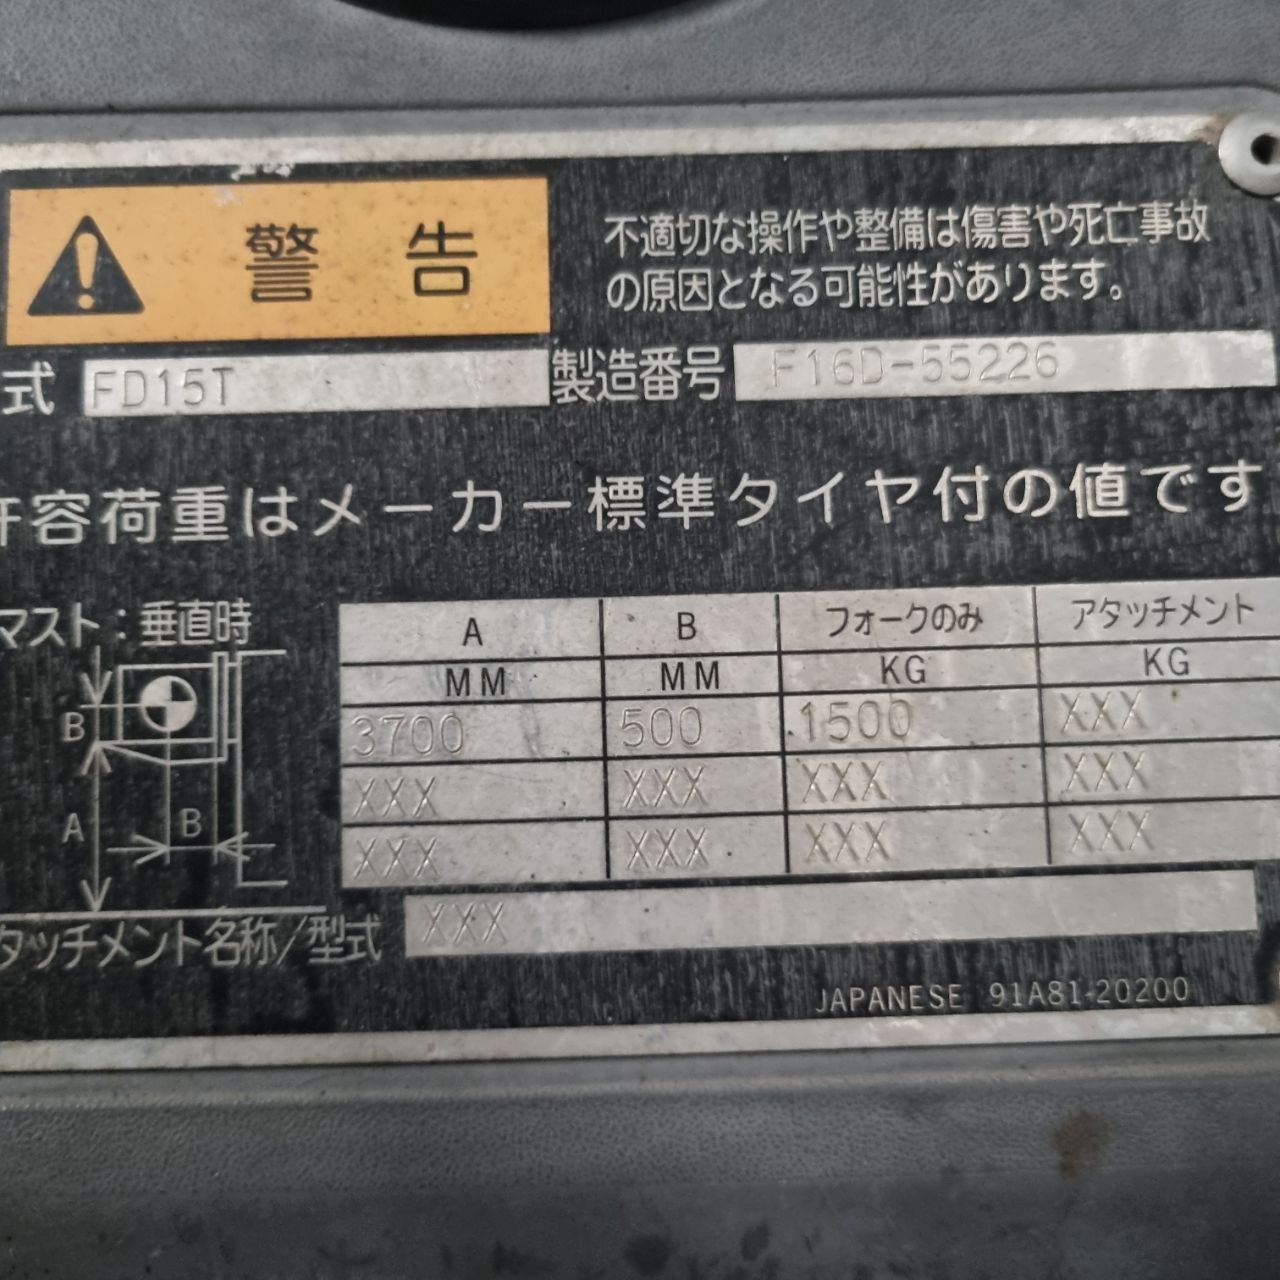 警告
不適切な操作や整備は傷害や死亡事故
の原因となる可能性があります。
式 FD15T 製造番号 F16D-55226
許容荷重はメーカー標準タイヤ付の値です
マスト：垂直時
A B フォークのみ アタッチメント
MM MM KG KG
3700 500 1500 XXX
XXX XXX XXX XXX
XXX XXX XXX XXX
B
A
B
タッチメント名称/型式 XXX
JAPANESE 91A81-20200